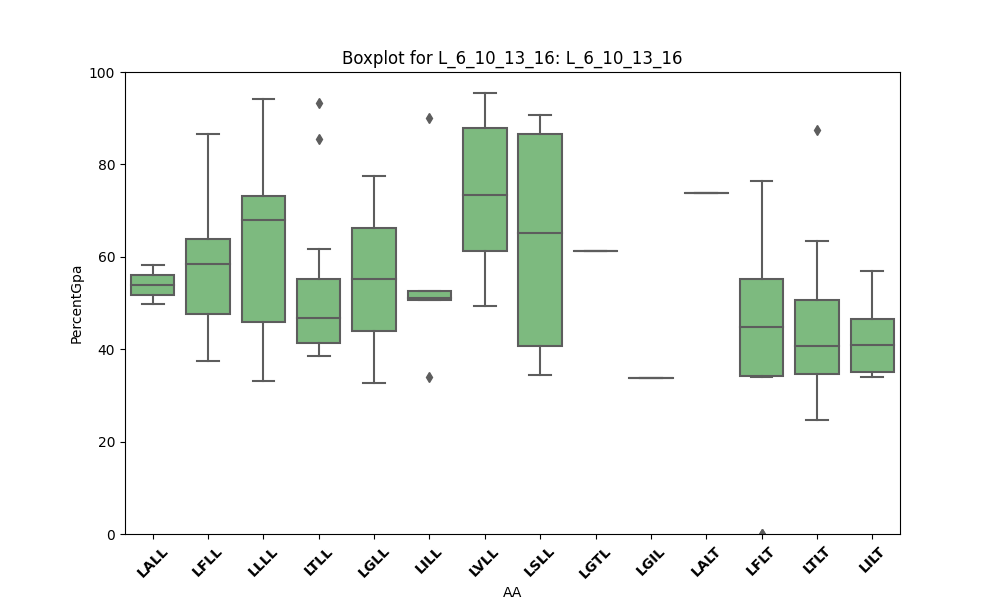 Boxplot for L_6_10_13_16: L_6_10_13_16
PercentGpa
100
80
60
40
20
0
LALL LFLL LLLL LTLL LGLL LILL LVLL LSLL LGTL LGIL LALT LFLT LTLT LILT
AA